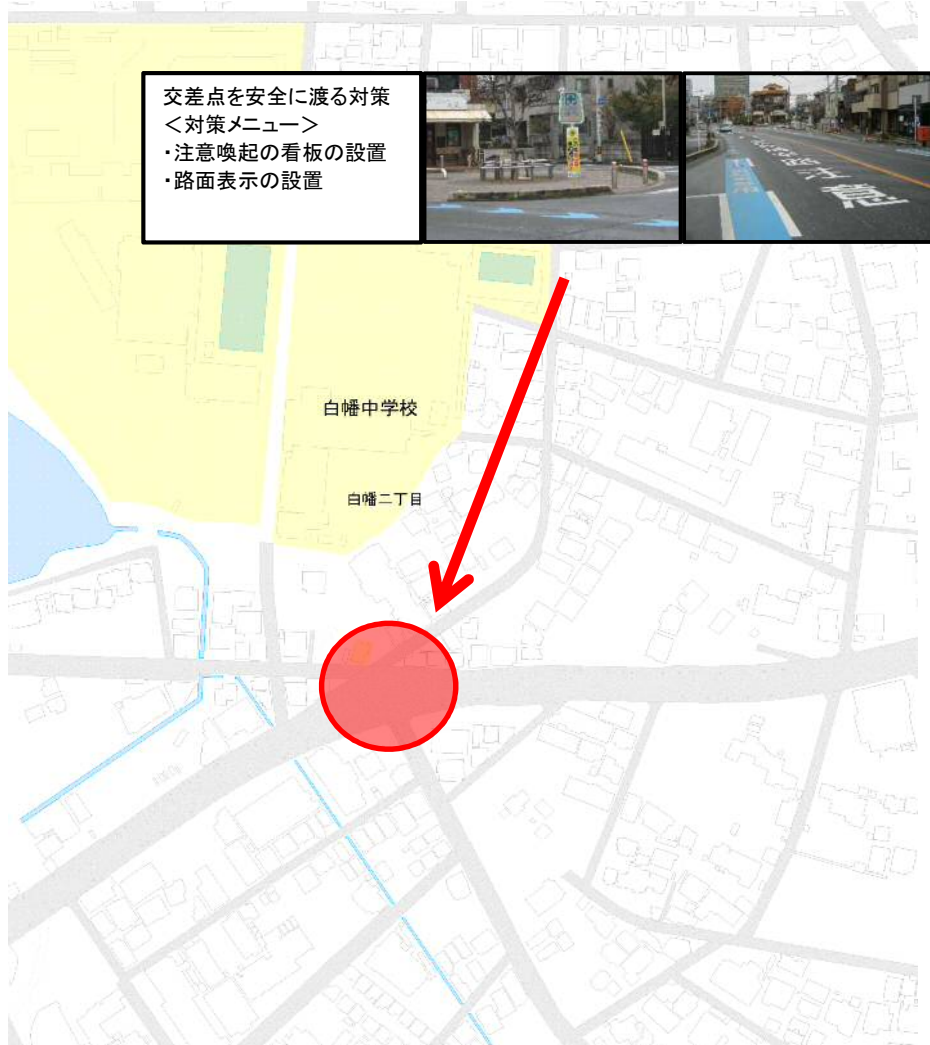 交差点を安全に渡る対策
＜対策メニュー＞
・注意喚起の看板の設置
・路面表示の設置
白幡中学校
白幡二丁目